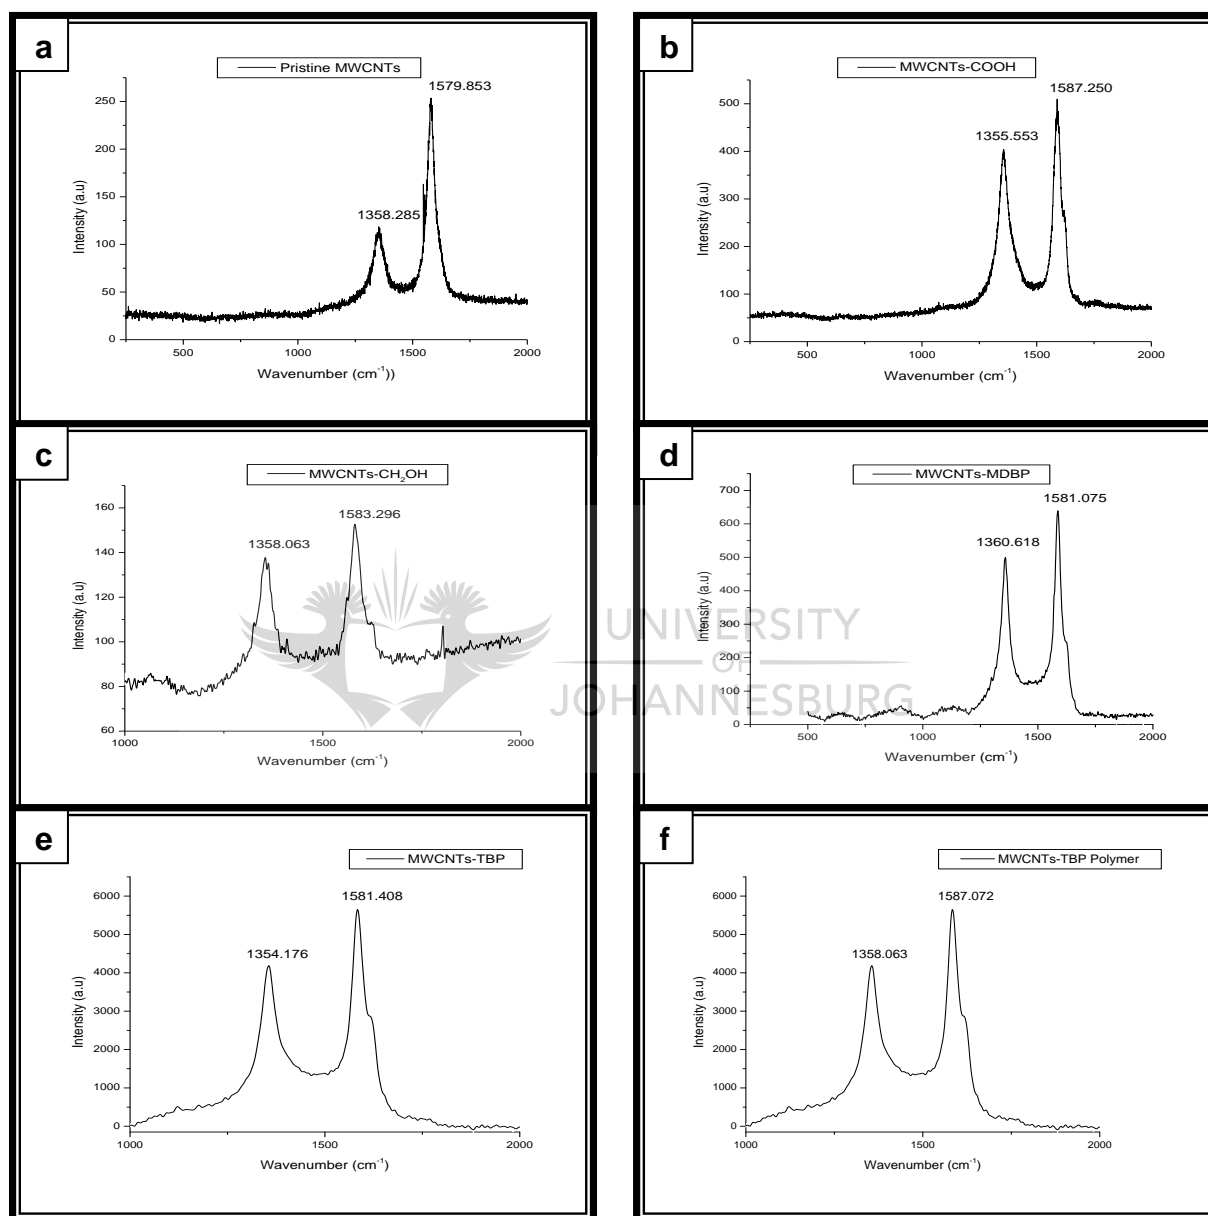 a
Pristine MWCNTs
1579.853
1358.285
250
200
150
100
50
0
Intensity (a.u)
500 1000 1500 2000
Wavenumber (cm⁻¹))
b
MWCNTs-COOH
1587.250
1355.553
500
400
300
200
100
0
Intensity (a.u)
500 1000 1500 2000
Wavenumber (cm⁻¹)
c
MWCNTs-CH₂OH
1583.296
1358.063
160
140
120
100
80
60
Intensity (a.u)
1000 1500 2000
Wavenumber (cm⁻¹)
d
MWCNTs-MDBP
1581.075
1360.618
700
600
500
400
300
200
100
0
Intensity (a.u)
500 1000 1500 2000
Wavenumber (cm⁻¹)
UNIVERSITY
OF
JOHANNESBURG
e
MWCNTs-TBP
1581.408
1354.176
6000
5000
4000
3000
2000
1000
0
Intensity (a.u)
1000 1500 2000
Wavenumber (cm⁻¹)
f
MWCNTs-TBP Polymer
1587.072
1358.063
6000
5000
4000
3000
2000
1000
0
Intensity (a.u)
1000 1500 2000
Wavenumber (cm⁻¹)